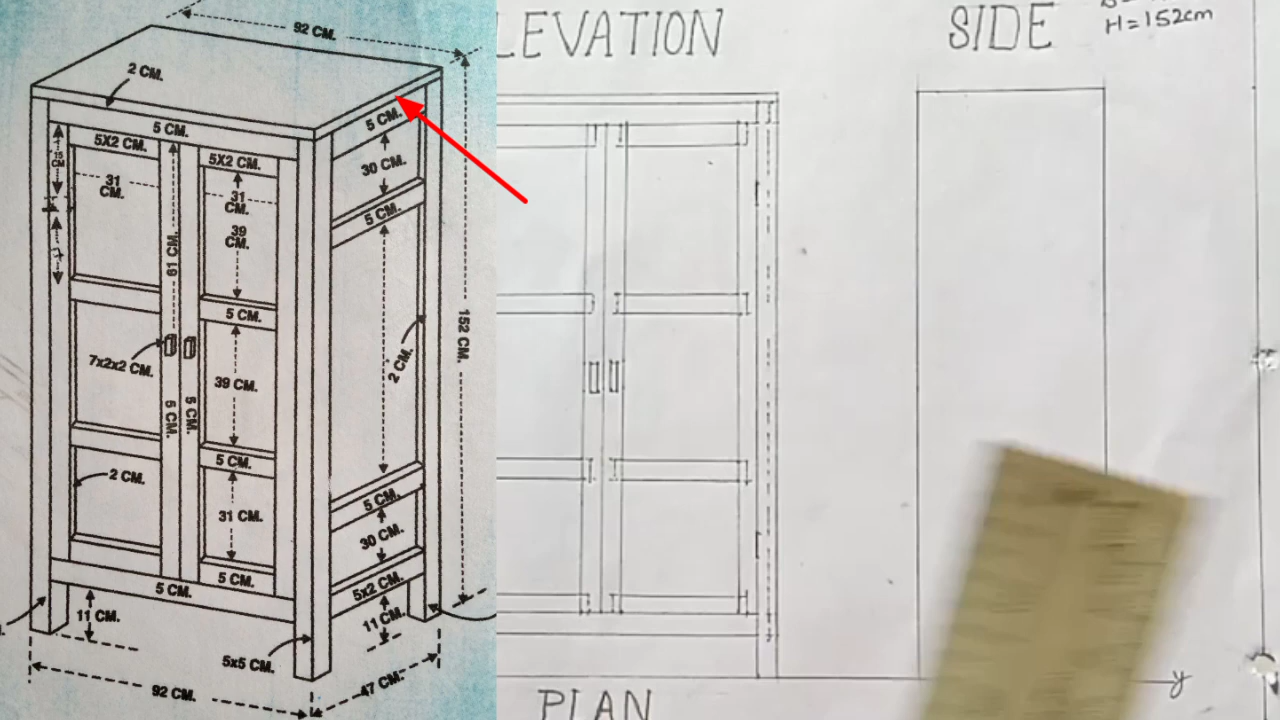 92 CM.
2 CM.
5 CM.
5 CM.
5X2 CM.
5X2 CM.
30 CM.
31
CM.
31
CM.
39
CM.
5 CM.
91 CM.
5 CM.
152 CM.
7x2x2 CM.
2 CM.
39 CM.
5 CM.
5 CM.
5 CM.
2 CM.
5 CM.
31 CM.
30 CM.
5 CM.
5 CM.
5x2 CM.
11 CM.
11 CM.
5x5 CM.
92 CM.
47 CM.
LEVATION
SIDE
H=152cm
PLAN
y